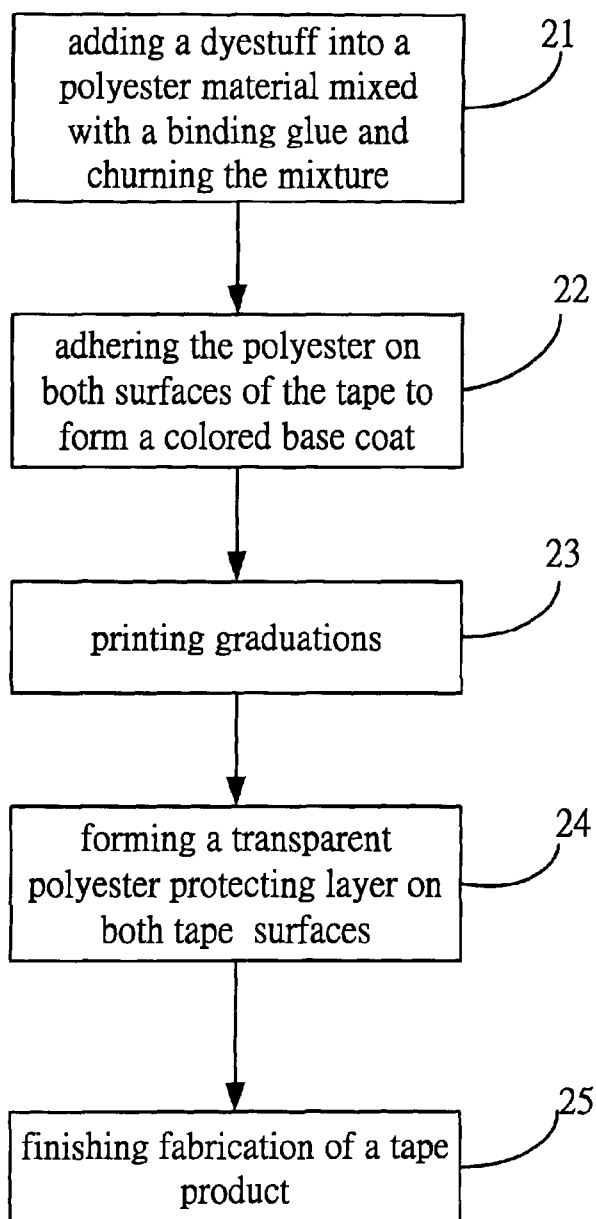 adding a dyestuff into a
polyester material mixed
with a binding glue and
churning the mixture
21
adhering the polyester on
both surfaces of the tape to
form a colored base coat
22
printing graduations
23
forming a transparent
polyester protecting layer on
both tape surfaces
24
finishing fabrication of a tape
product
25